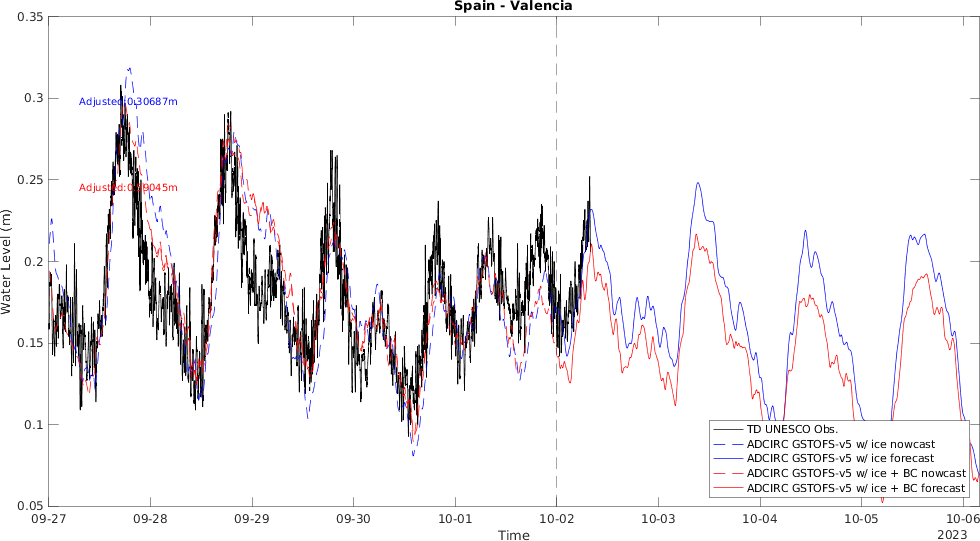 Spain - Valencia
Water Level (m)
0.35
0.3
0.25
0.2
0.15
0.1
0.05
Adjusted:0.30687m
TD UNESCO Obs.
ADCIRC GSTOFS-v5 w/ ice nowcast
ADCIRC GSTOFS-v5 w/ ice forecast
ADCIRC GSTOFS-v5 w/ ice + BC nowcast
ADCIRC GSTOFS-v5 w/ ice + BC forecast
09-27
09-28
09-29
09-30
10-01
10-02
10-03
10-04
10-05
10-06
Time
2023